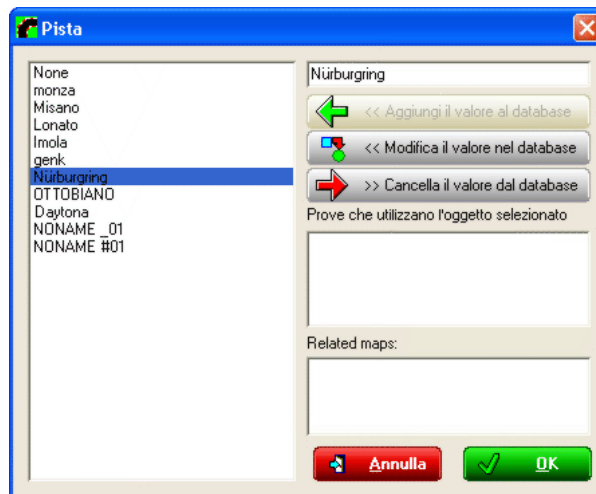 Pista
None
monza
Misano
Lonato
Imola
genk
Nürburgring
OTTOBIANO
Daytona
NONAME _01
NONAME #01
Nürburgring
<< Aggiungi il valore al database
<< Modifica il valore nel database
>> Cancella il valore dal database
Prove che utilizzano l'oggetto selezionato
Related maps:
Annulla
OK